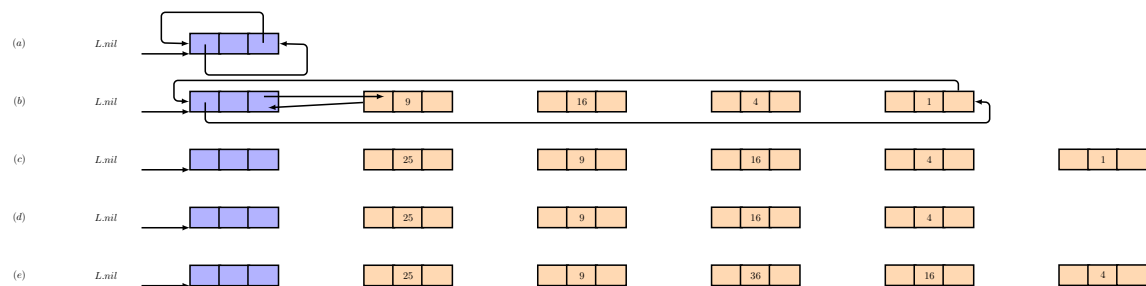 (a) L.nil
(b) L.nil 9 16 4 1
(c) L.nil 25 9 16 4 1
(d) L.nil 25 9 16 4
(e) L.nil 25 9 36 16 4